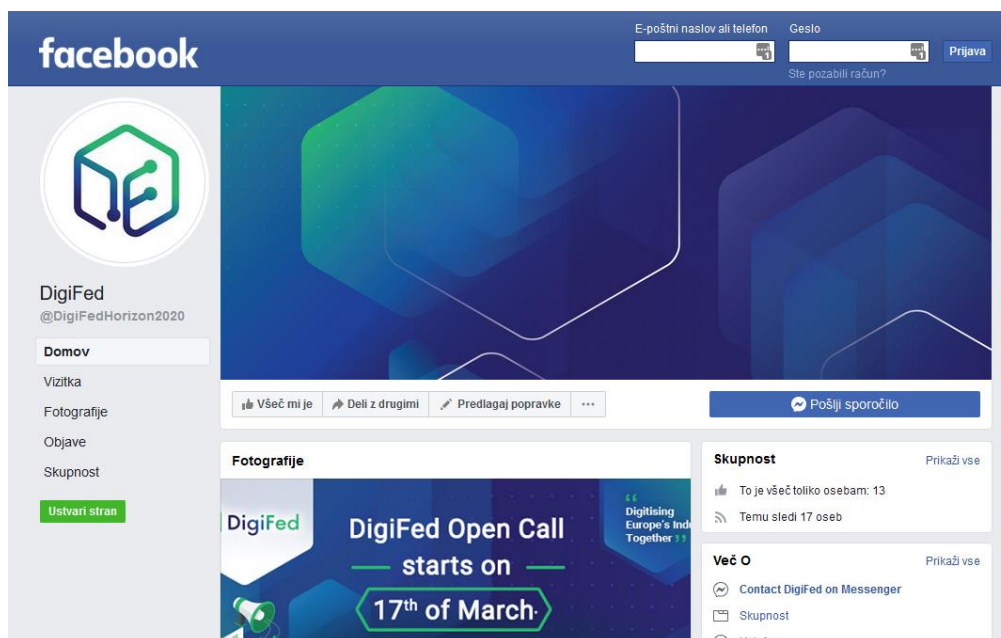 facebook
E-poštni naslov ali telefon
Geslo
Prijava
Ste pozabili račun?
DigiFed
@DigiFedHorizon2020
Domov
Vizitka
Fotografije
Objave
Skupnost
Ustvari stran
Všeč mi je
Deli z drugimi
Predlagaj popravke
Pošlji sporočilo
Fotografije
DigiFed
DigiFed Open Call
starts on
17th of March
Digitising
Europe's Ind
Together
Skupnost
Prikaži vse
To je všeč toliko osebam: 13
Temu sledi 17 oseb
Več O
Prikaži vse
Contact DigiFed on Messenger
Skupnost